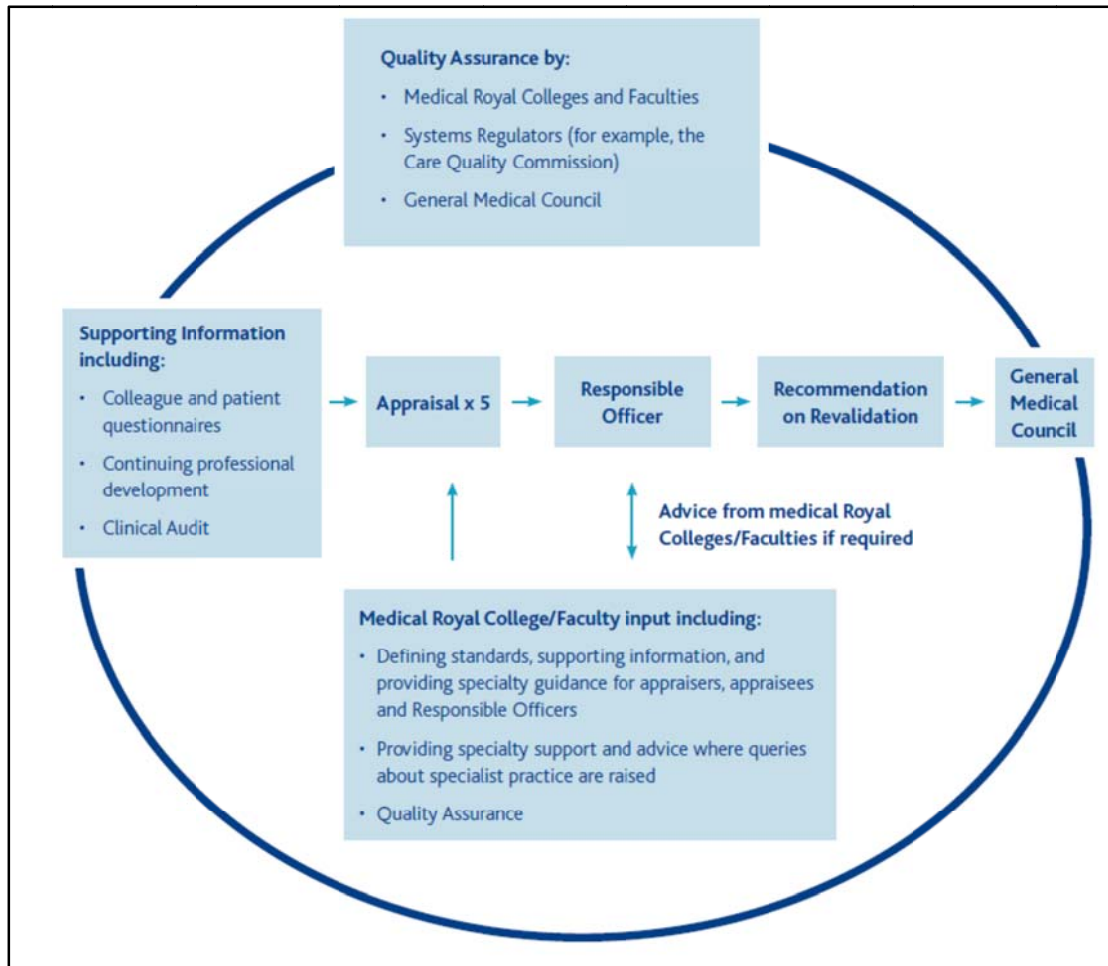 Quality Assurance by:
• Medical Royal Colleges and Faculties
• Systems Regulators (for example, the
Care Quality Commission)
• General Medical Council
Supporting Information
including:
• Colleague and patient
questionnaires
• Continuing professional
development
• Clinical Audit
Appraisal x 5
Responsible
Officer
Recommendation
on Revalidation
General
Medical
Council
Advice from medical Royal
Colleges/Faculties if required
Medical Royal College/Faculty input including:
• Defining standards, supporting information, and
providing specialty guidance for appraisers, appraisees
and Responsible Officers
• Providing specialty support and advice where queries
about specialist practice are raised
• Quality Assurance